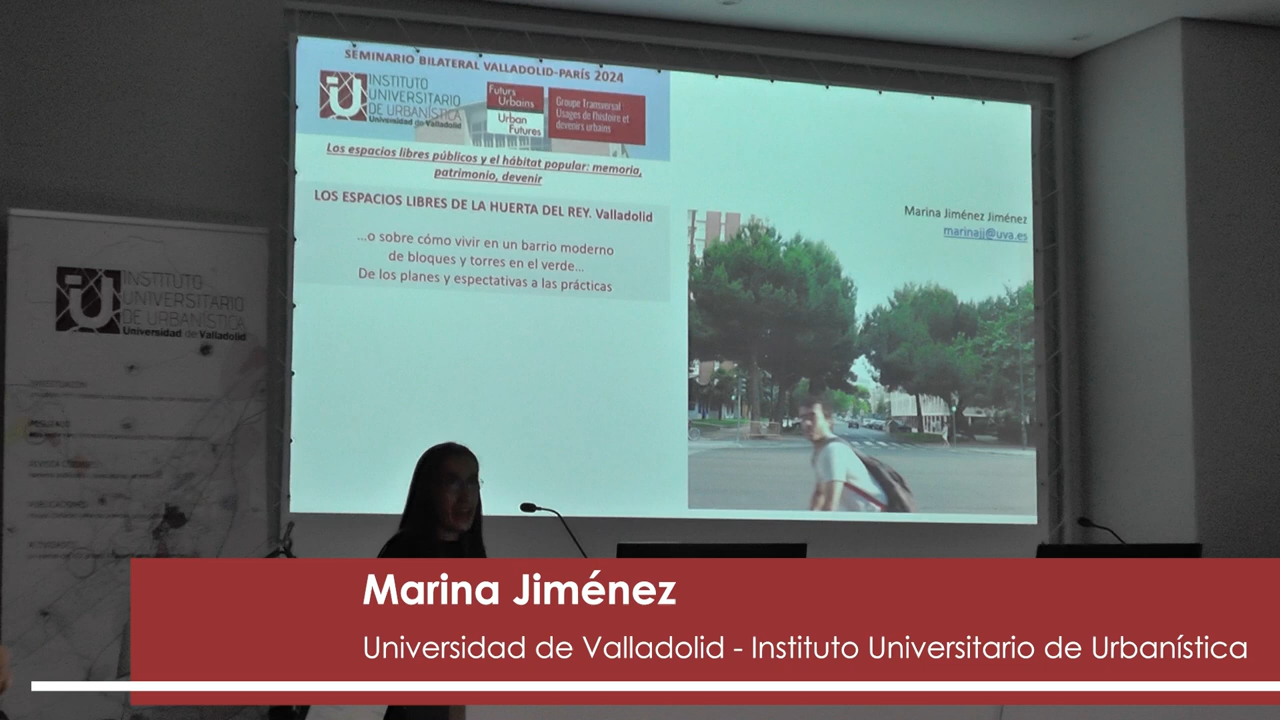 SEMINARIO BILATERAL VALLADOLID-PARÍS 2024
INSTITUTO
UNIVERSITARIO
DE URBANÍSTICA
Universidad de Valladolid
Futurs
Urbains
Urban
Futures
Groupe Transversal
Usages de l'histoire et
devenirs urbains
Los espacios libres públicos y el hábitat popular: memoria,
patrimonio, devenir
LOS ESPACIOS LIBRES DE LA HUERTA DEL REY. Valladolid
...o sobre cómo vivir en un barrio moderno
de bloques y torres en el verde...
De los planes y espectativas a las prácticas
Marina Jiménez Jiménez
marinajj@uva.es
INSTITUTO
UNIVERSITARIO
DE URBANÍSTICA
Universidad de Valladolid
Marina Jiménez
Universidad de Valladolid - Instituto Universitario de Urbanística